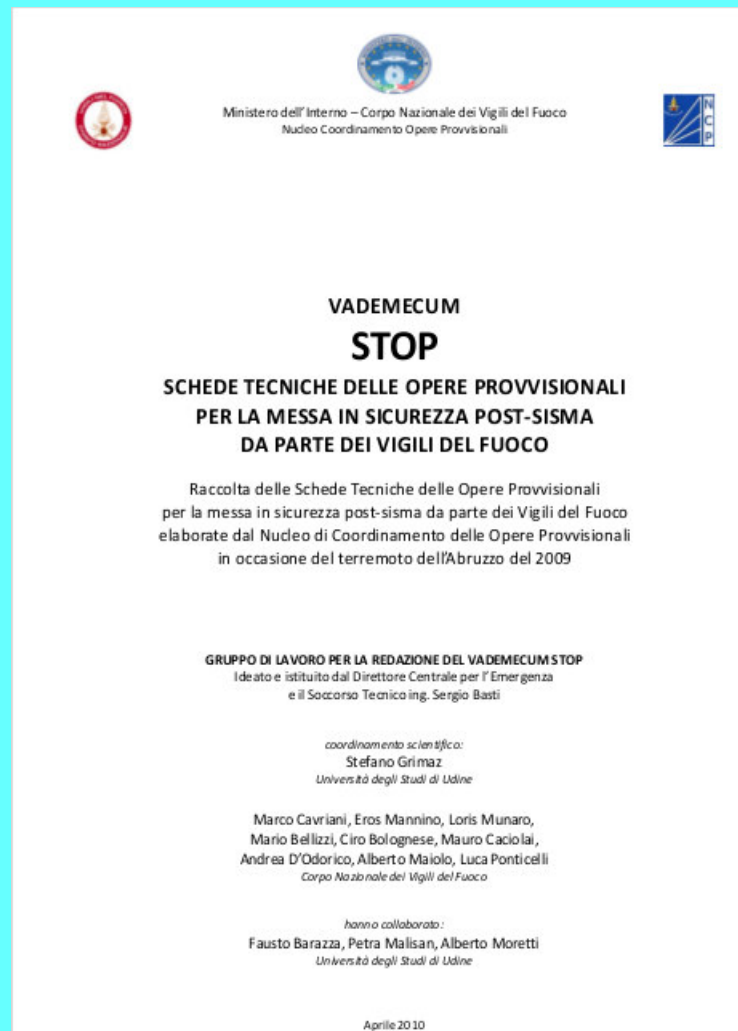 Ministero dell'Interno – Corpo Nazionale dei Vigili del Fuoco
Nucleo Coordinamento Opere Provvisionali
N
C
P
VADEMECUM
STOP
SCHEDE TECNICHE DELLE OPERE PROVVISIONALI
PER LA MESSA IN SICUREZZA POST-SISMA
DA PARTE DEI VIGILI DEL FUOCO
Raccolta delle Schede Tecniche delle Opere Provvisionali
per la messa in sicurezza post-sisma da parte dei Vigili del Fuoco
elaborate dal Nucleo di Coordinamento delle Opere Provvisionali
in occasione del terremoto dell'Abruzzo del 2009
GRUPPO DI LAVORO PER LA REDAZIONE DEL VADEMECUM STOP
Ideato e istituito dal Direttore Centrale per l'Emergenza
e il Soccorso Tecnico ing. Sergio Basti
coordinamento scientifico:
Stefano Grimaz
Università degli Studi di Udine
Marco Cavriani, Eros Mannino, Loris Munaro,
Mario Bellizzi, Ciro Bolognese, Mauro Caciolai,
Andrea D'Odorico, Alberto Maiolo, Luca Ponticelli
Corpo Nazionale dei Vigili del Fuoco
hanno collaborato:
Fausto Barazza, Petra Malisan, Alberto Moretti
Università degli Studi di Udine
Aprile 2010